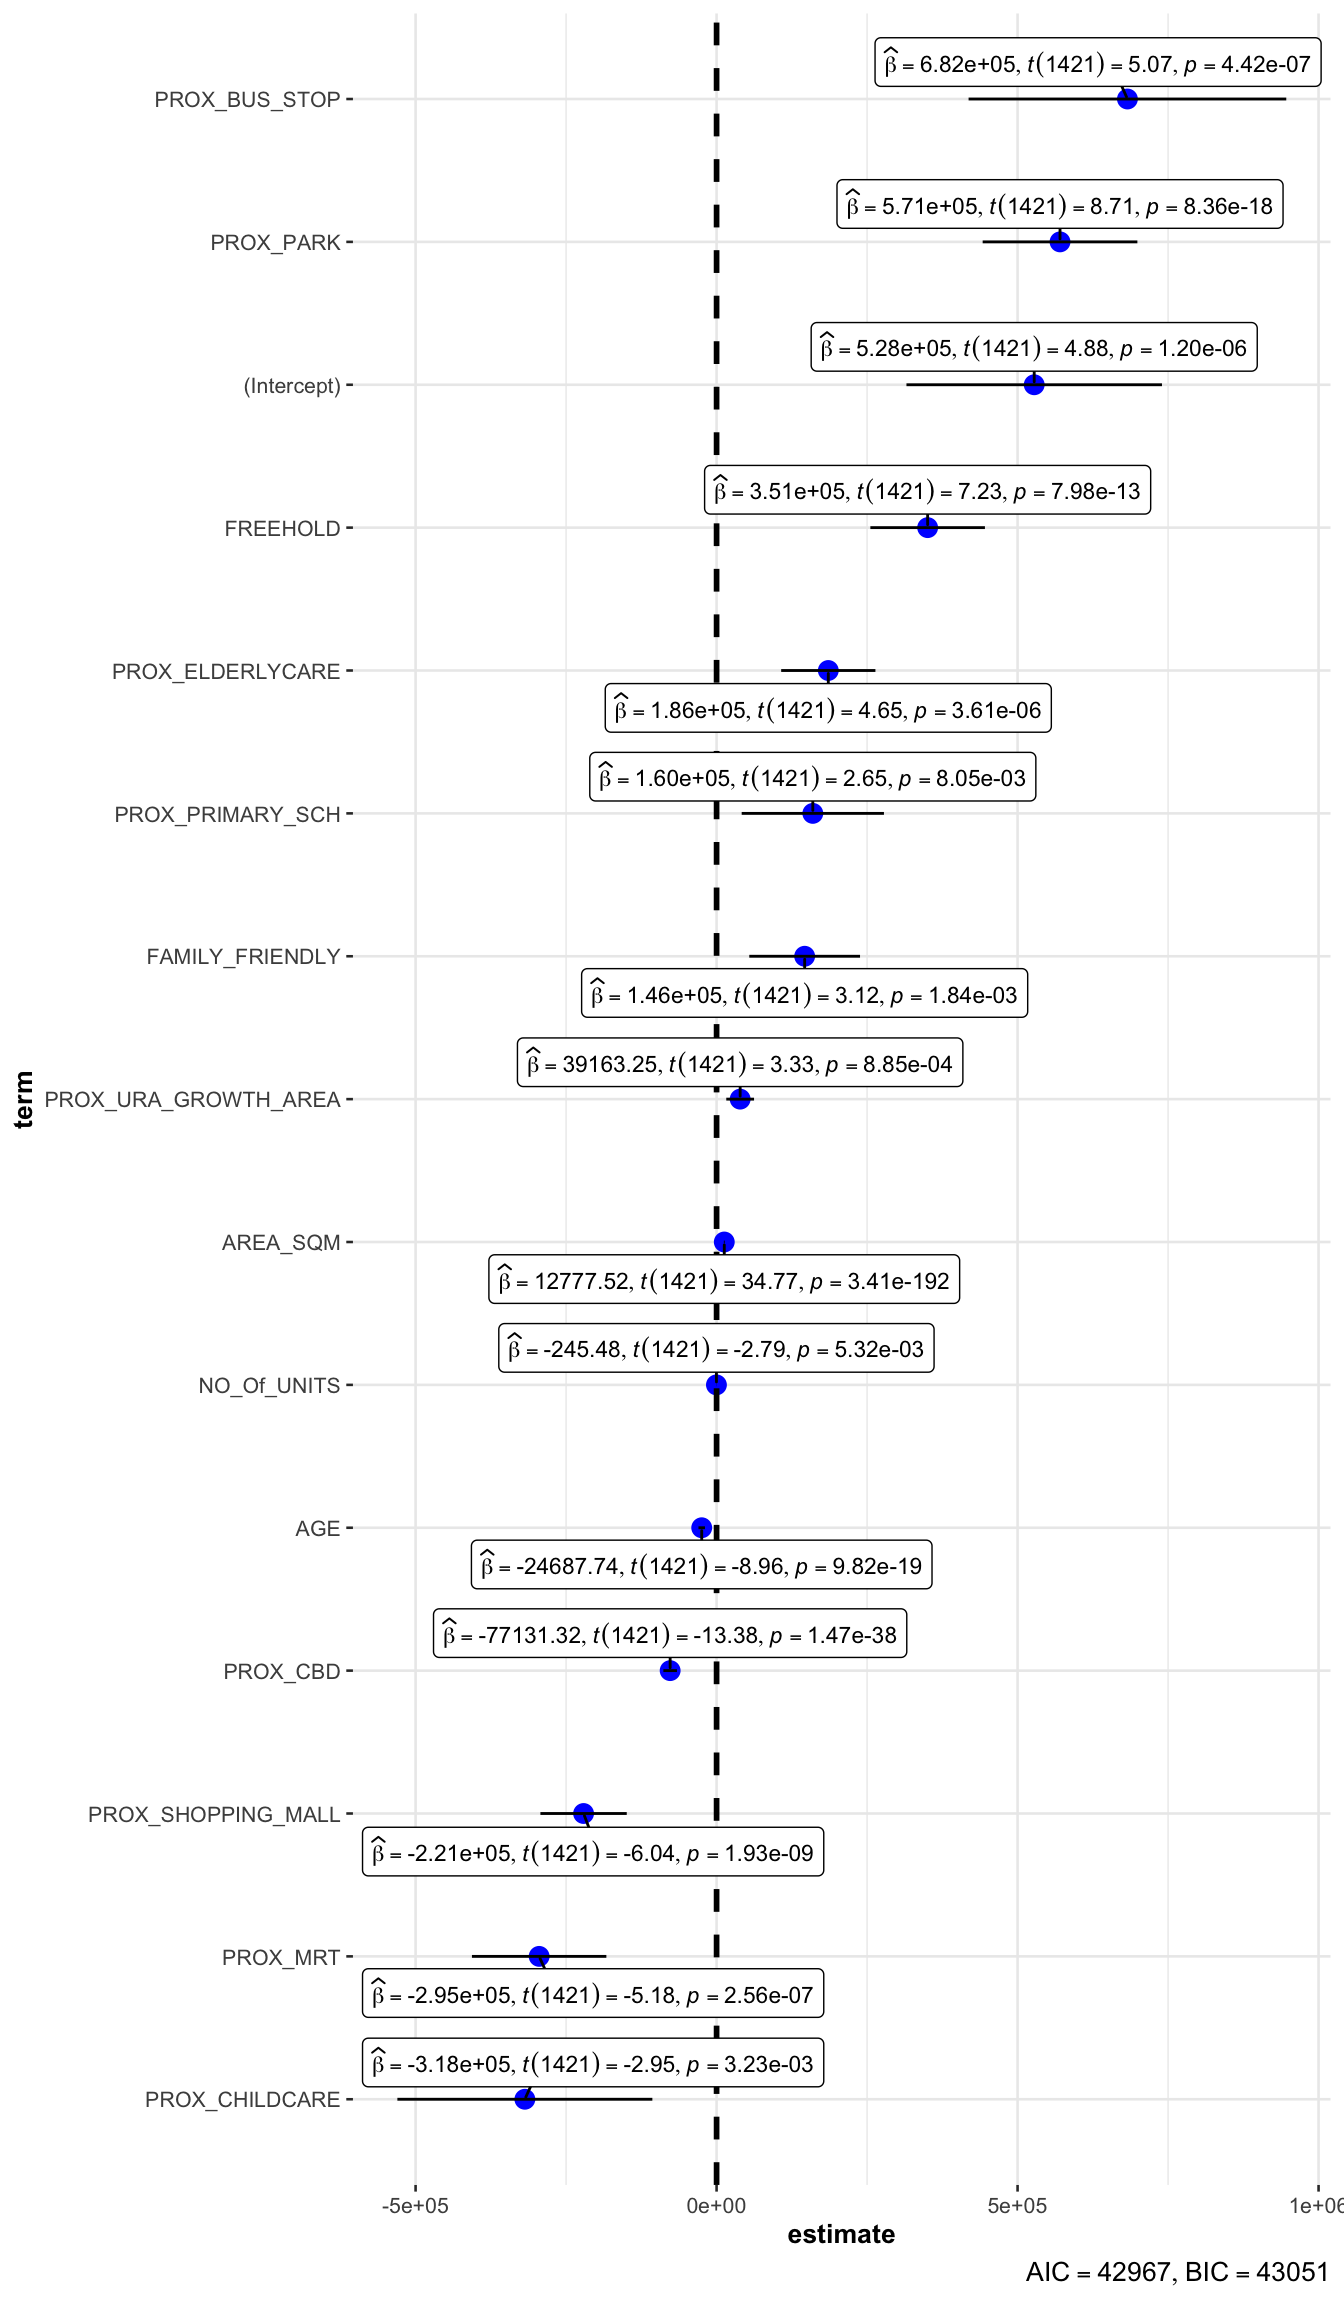 β̂ = 6.82e+05, t(1421) = 5.07, p = 4.42e-07
PROX_BUS_STOP
β̂ = 5.71e+05, t(1421) = 8.71, p = 8.36e-18
PROX_PARK
β̂ = 5.28e+05, t(1421) = 4.88, p = 1.20e-06
(Intercept)
β̂ = 3.51e+05, t(1421) = 7.23, p = 7.98e-13
FREEHOLD
PROX_ELDERLYCARE
β̂ = 1.86e+05, t(1421) = 4.65, p = 3.61e-06
β̂ = 1.60e+05, t(1421) = 2.65, p = 8.05e-03
PROX_PRIMARY_SCH
FAMILY_FRIENDLY
β̂ = 1.46e+05, t(1421) = 3.12, p = 1.84e-03
β̂ = 39163.25, t(1421) = 3.33, p = 8.85e-04
term
PROX_URA_GROWTH_AREA
AREA_SQM
β̂ = 12777.52, t(1421) = 34.77, p = 3.41e-192
β̂ = -245.48, t(1421) = -2.79, p = 5.32e-03
NO_Of_UNITS
AGE
β̂ = -24687.74, t(1421) = -8.96, p = 9.82e-19
β̂ = -77131.32, t(1421) = -13.38, p = 1.47e-38
PROX_CBD
PROX_SHOPPING_MALL
β̂ = -2.21e+05, t(1421) = -6.04, p = 1.93e-09
PROX_MRT
β̂ = -2.95e+05, t(1421) = -5.18, p = 2.56e-07
β̂ = -3.18e+05, t(1421) = -2.95, p = 3.23e-03
PROX_CHILDCARE
-5e+05 0e+00 5e+05 1e+06
estimate
AIC = 42967, BIC = 43051